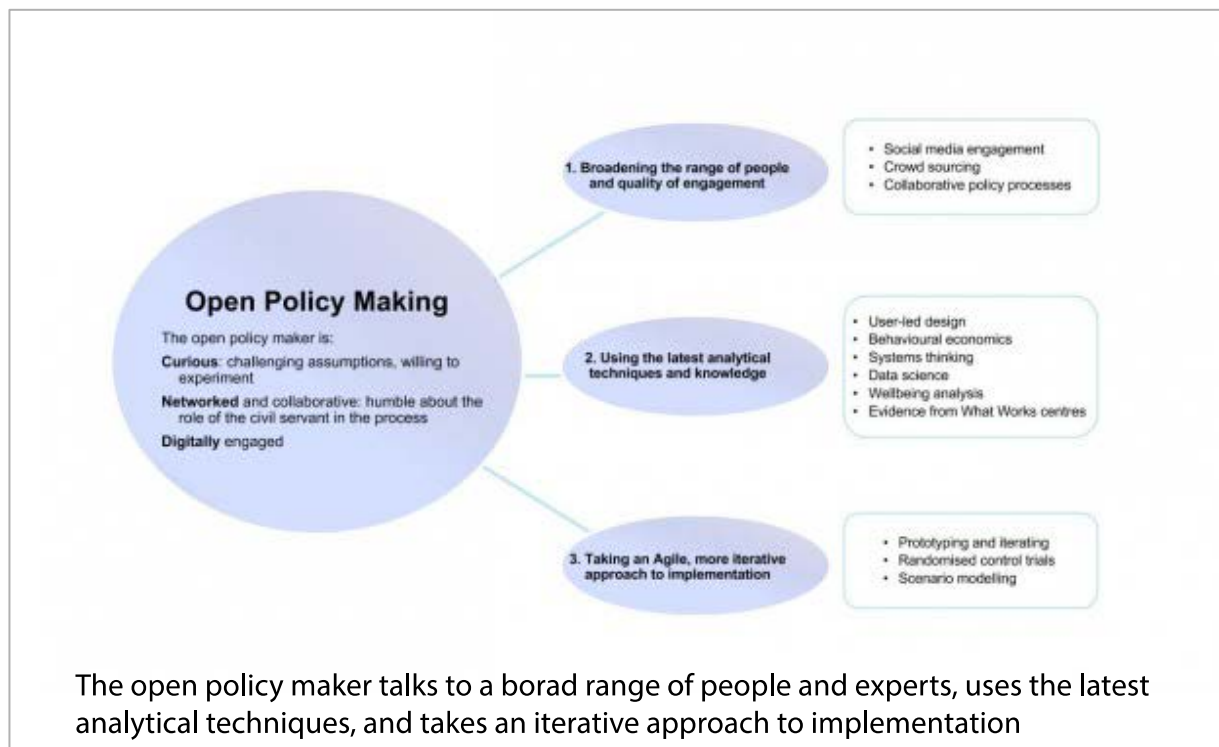 Open Policy Making
The open policy maker is:
Curious: challenging assumptions, willing to
experiment
Networked and collaborative: humble about the
role of the civil servant in the process
Digitally engaged
1. Broadening the range of people
and quality of engagement
• Social media engagement
• Crowd sourcing
• Collaborative policy processes
2. Using the latest analytical
techniques and knowledge
• User-led design
• Behavioural economics
• Systems thinking
• Data science
• Wellbeing analysis
• Evidence from What Works centres
3. Taking an Agile, more iterative
approach to implementation
• Prototyping and iterating
• Randomised control trials
• Scenario modelling
The open policy maker talks to a borad range of people and experts, uses the latest
analytical techniques, and takes an iterative approach to implementation